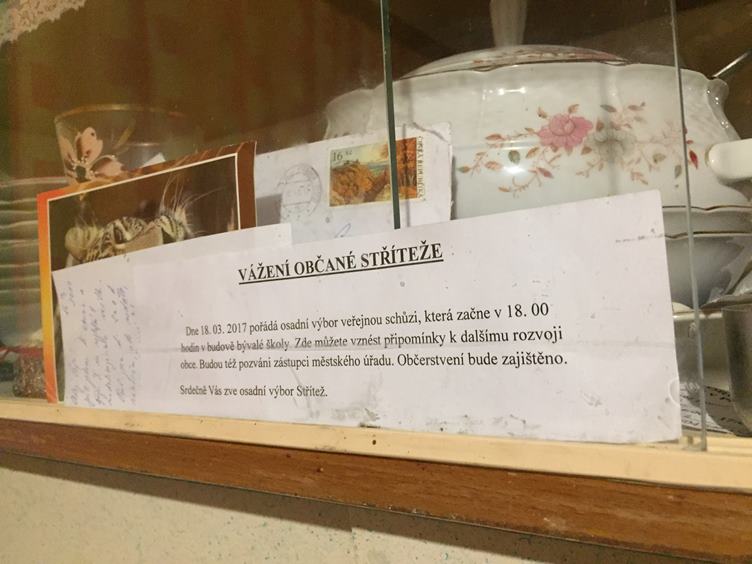 VÁŽENÍ OBČANÉ STŘÍTEŽE
Dne 18. 03. 2017 pořádá osadní výbor veřejnou schůzi, která začne v 18. 00
hodin v budově bývalé školy. Zde můžete vznést připomínky k dalšímu rozvoji
obce. Budou též pozváni zástupci městského úřadu. Občerstvení bude zajištěno.
Srdečně Vás zve osadní výbor Střítež.
16 Kč